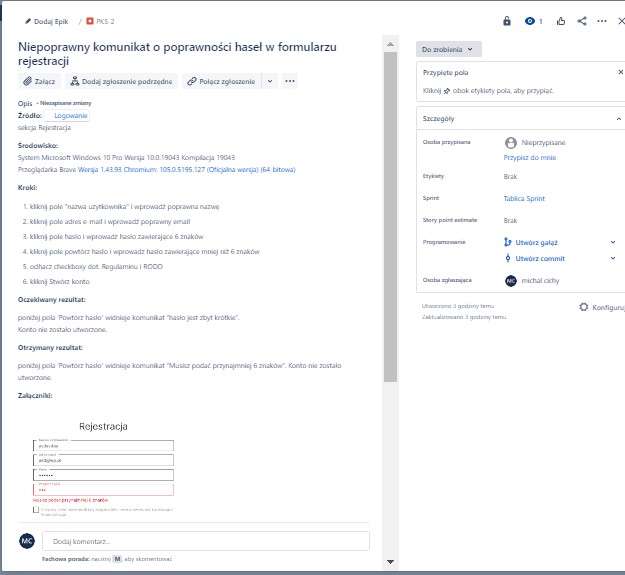 Dodaj Epik / PKS-2
1
Niepoprawny komunikat o poprawności haseł w formularzu
rejestracji
Załącz Dodaj zgłoszenie podrzędne Połącz zgłoszenie
Opis • Niezapisane zmiany
Źródło: Logowanie
sekcja Rejestracja
Środowisko:
System Microsoft Windows 10 Pro Wersja 10.0.19043 Kompilacja 19043
Przeglądarka Brave Wersja 1.43.93 Chromium: 105.0.5195.127 (Oficjalna wersja) (64-bitowa)
Kroki:
1. kliknij pole "nazwa użytkownika" i wprowadź poprawna nazwę
2. kliknij pole adres e-mail i wprowadź poprawny email
3. kliknij pole hasło i wprowadź hasło zawierające 6 znaków
4. kliknij pole powtórz hasło i wprowadź hasło zawierające mniej niż 6 znaków
5. odhacz checkboxy dot. Regulaminu i RODO
6. kliknij Stwórz konto
Oczekiwany rezultat:
poniżej pola 'Powtórz hasło' widnieje komunikat "hasło jest zbyt krótkie".
Konto nie zostało utworzone.
Otrzymany rezultat:
poniżej pola 'Powtórz hasło' widnieje komunikat "Musisz podać przynajmniej 6 znaków". Konto nie zostało
utworzone.
Załączniki:
Rejestracja
Musisz podać przynajmniej 6 znaków
MC Dodaj komentarz...
Fachowa porada: naciśnij M, aby skomentować
Do zrobienia
Przypięte pola
Kliknij obok etykiety pola, aby przypiąć.
Szczegóły
Osoba przypisana Nieprzypisane
Przypisz do mnie
Etykiety Brak
Sprint Tablica Sprint
Story point estimate Brak
Programowanie Utwórz gałąź
Utwórz commit
Osoba zgłaszająca MC michal cichy
Utworzono 3 godziny temu
Zaktualizowano 3 godziny temu
Konfiguruj